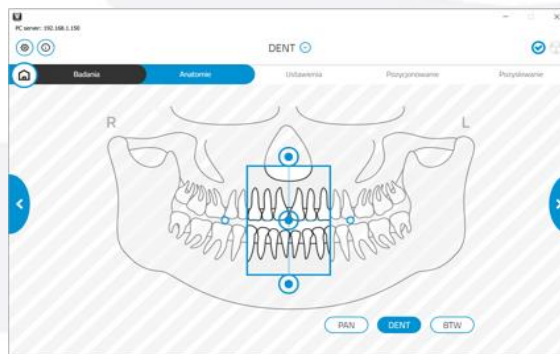 PC server: 192.168.1.150
DENT
Badania
Anatomie
Ustawienia
Pozycjonowanie
Pozyskiwanie
R
L
PAN
DENT
BTW